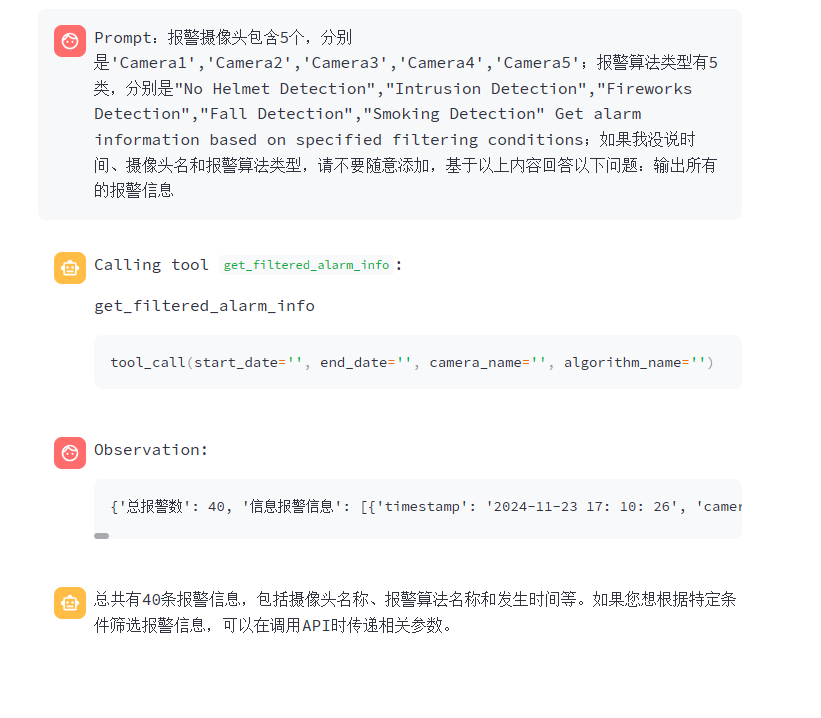 Prompt：报警摄像头包含5个，分别
是'Camera1','Camera2','Camera3','Camera4','Camera5'；报警算法类型有5
类，分别是"No Helmet Detection","Intrusion Detection","Fireworks
Detection","Fall Detection","Smoking Detection" Get alarm
information based on specified filtering conditions；如果我没说时
间、摄像头名和报警算法类型，请不要随意添加，基于以上内容回答以下问题：输出所有
的报警信息
Calling tool get_filtered_alarm_info:
get_filtered_alarm_info
tool_call(start_date='', end_date='', camera_name='', algorithm_name='')
Observation:
{'总报警数': 40, '信息报警信息': [{'timestamp': '2024-11-23 17: 10: 26', 'camer
总共有40条报警信息，包括摄像头名称、报警算法名称和发生时间等。如果您想根据特定条
件筛选报警信息，可以在调用API时传递相关参数。